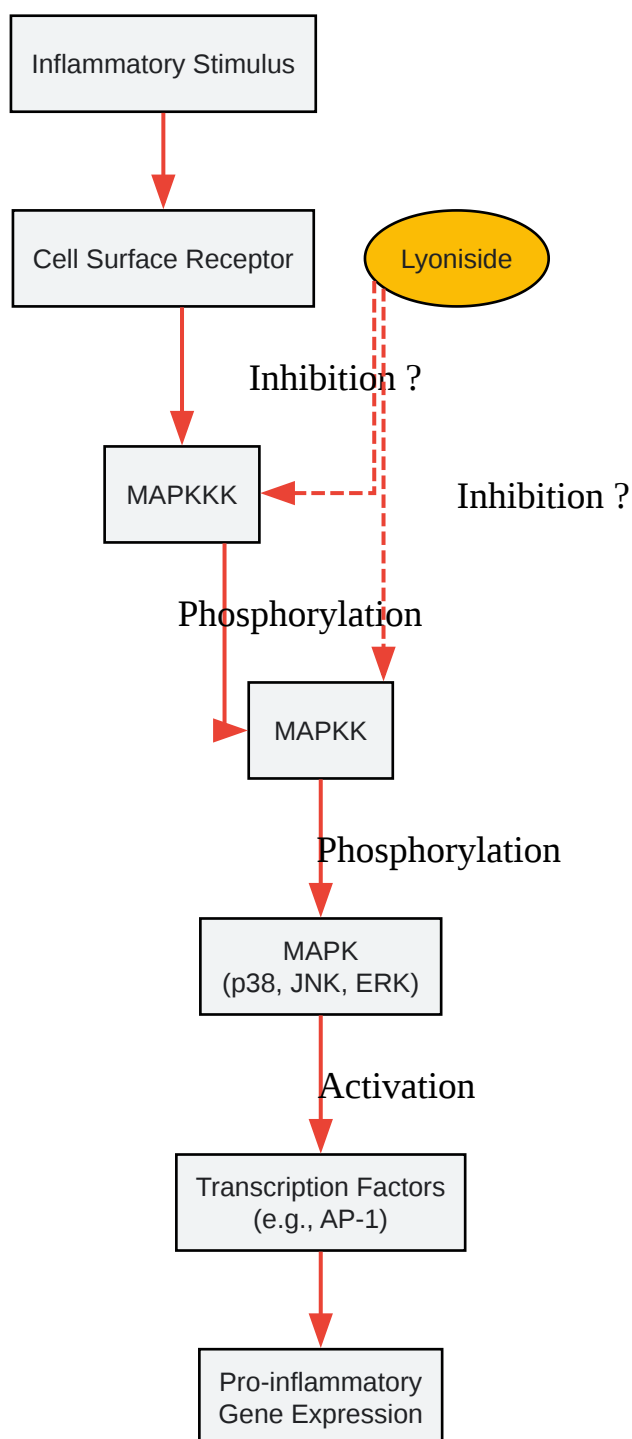 Inflammatory Stimulus
Cell Surface Receptor
Lyoniside
Inhibition ?
MAPKKK
Inhibition ?
Phosphorylation
MAPKK
Phosphorylation
MAPK
(p38, JNK, ERK)
Activation
Transcription Factors
(e.g., AP-1)
Pro-inflammatory
Gene Expression